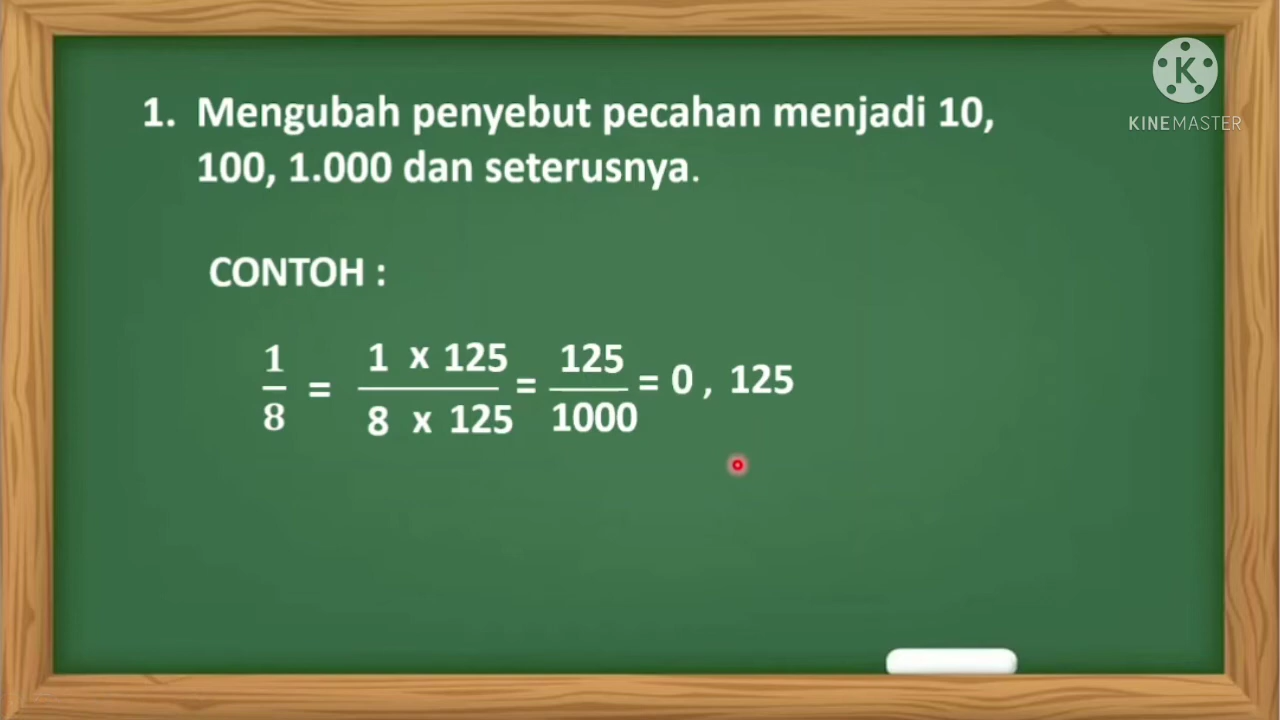 K
KINEMASTER
1. Mengubah penyebut pecahan menjadi 10,
100, 1.000 dan seterusnya.
CONTOH :
1/8 = 1 x 125 / 8 x 125 = 125/1000 = 0 , 125